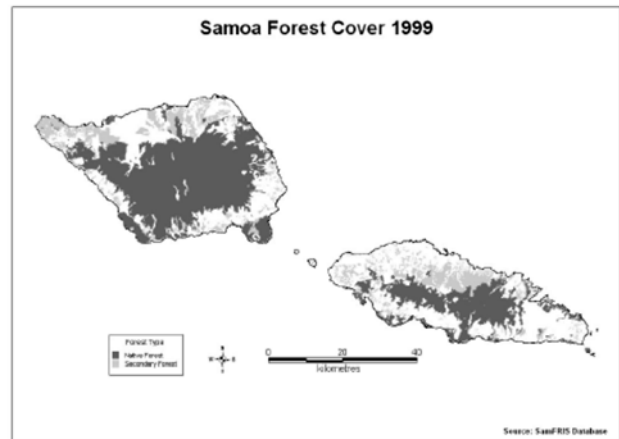 Samoa Forest Cover 1999
Forest Type
Native Forest
Secondary Forest
0 20 40
kilometres
Source: SamFRIS Database